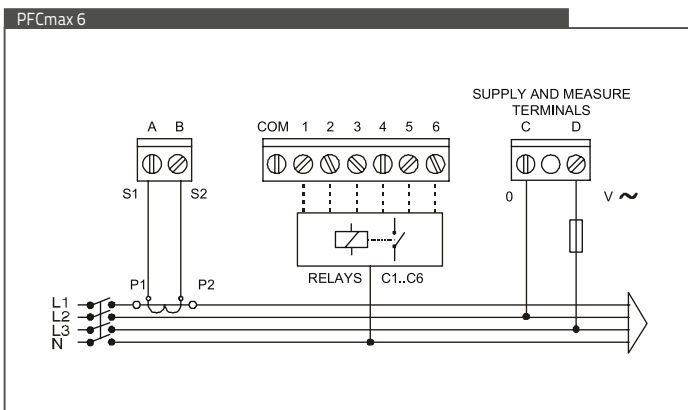 PFCmax 6
SUPPLY AND MEASURE
TERMINALS
A B
COM 1 2 3 4 5 6
C D
S1 S2
0 V ~
RELAYS C1..C6
P1 P2
L1
L2
L3
N